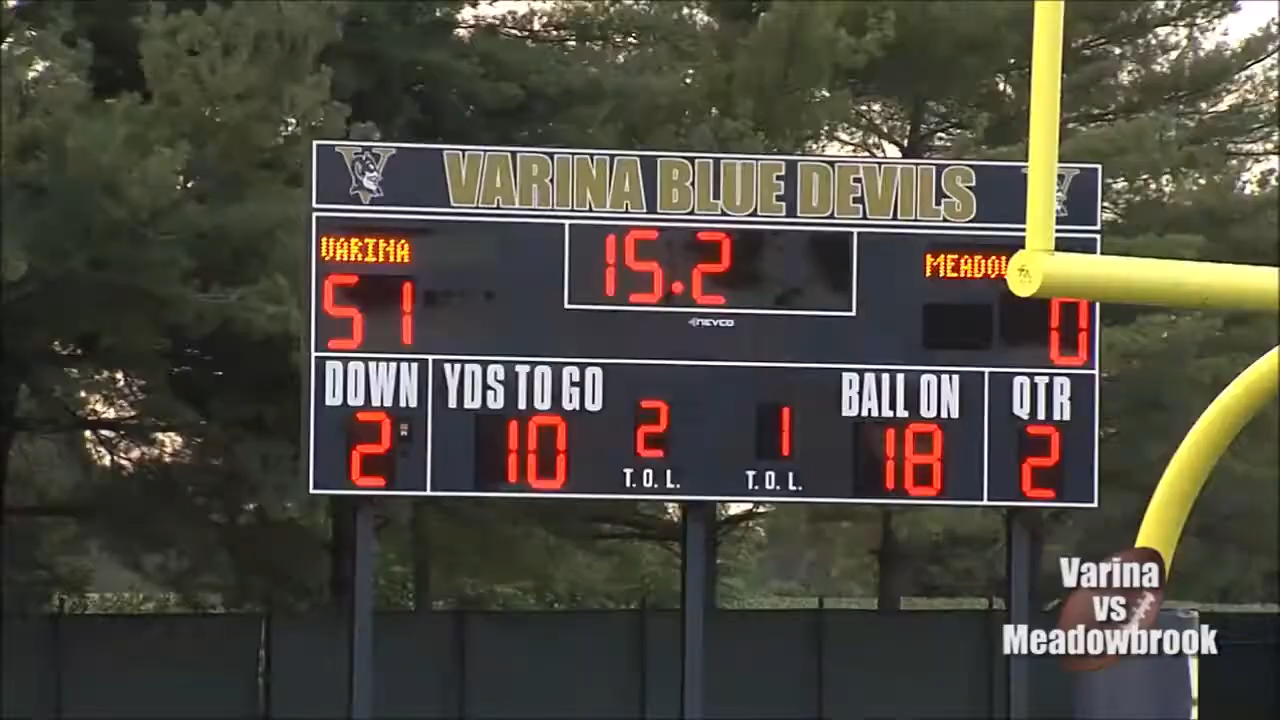 VARINA BLUE DEVILS
VARINA
15.2
MEADOW
51
NEVCO
0
DOWN
YDS TO GO
BALL ON
QTR
2
10
2
1
18
2
T. O. L.
T. O. L.
Varina
vs
Meadowbrook